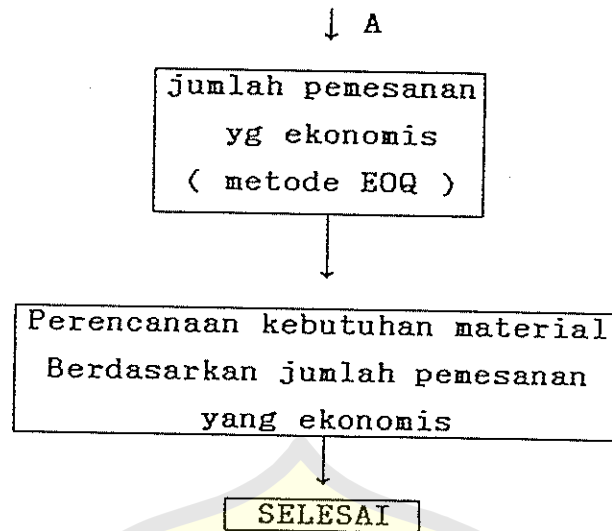 ↓ A
jumlah pemesanan
yg ekonomis
( metode EOQ )
Perencanaan kebutuhan material
Berdasarkan jumlah pemesanan
yang ekonomis
SELESAI